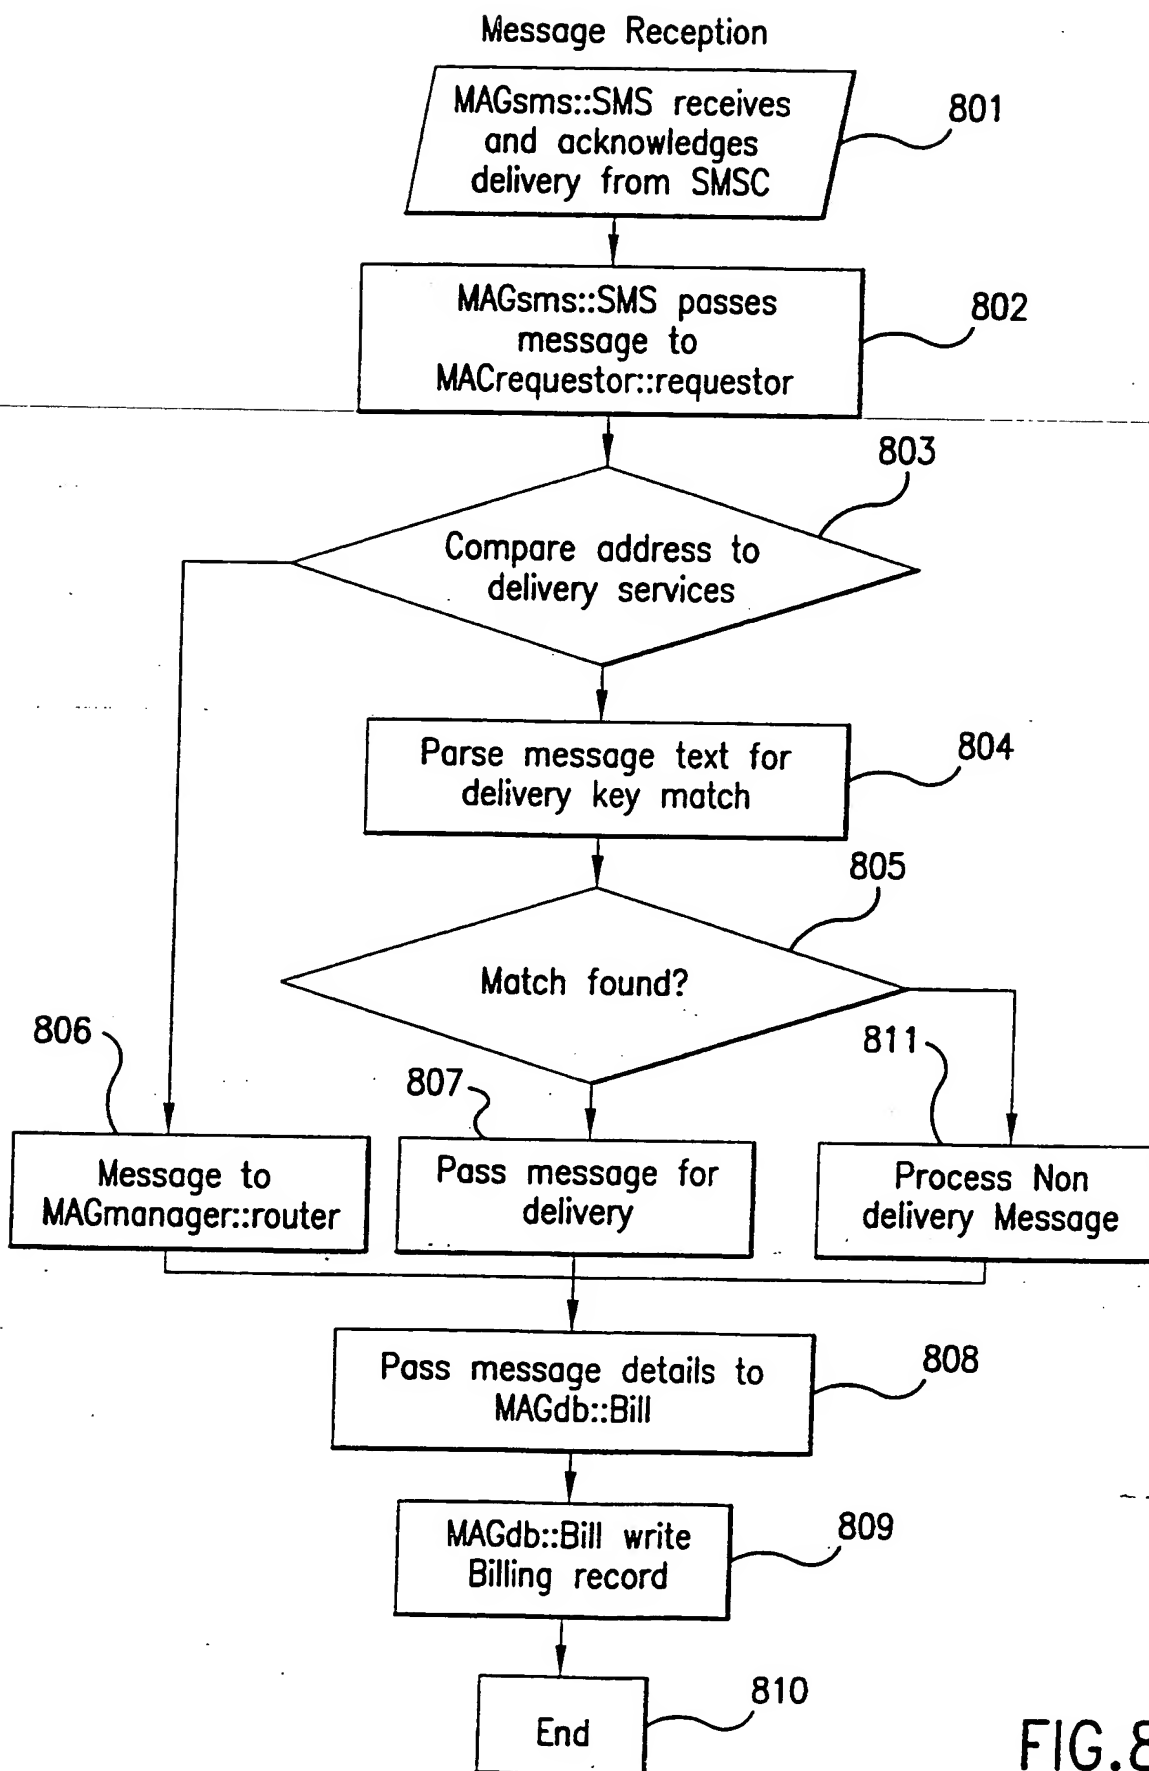 Message Reception
MAGsms::SMS receives
and acknowledges
delivery from SMSC
801
MAGsms::SMS passes
message to
MACrequestor::requestor
802
803
Compare address to
delivery services
Parse message text for
delivery key match
804
805
Match found?
806
807
811
Message to
MAGmanager::router
Pass message for
delivery
Process Non
delivery Message
Pass message details to
MAGdb::Bill
808
MAGdb::Bill write
Billing record
809
End
810
FIG.8